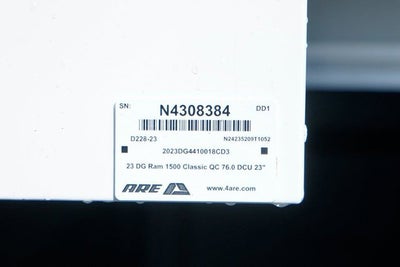 SN: N4308384 DD1
D228-23 N24235209T1052
2023DG4410018CD3
23 DG Ram 1500 Classic QC 76.0 DCU 23"
ARE www.4are.com